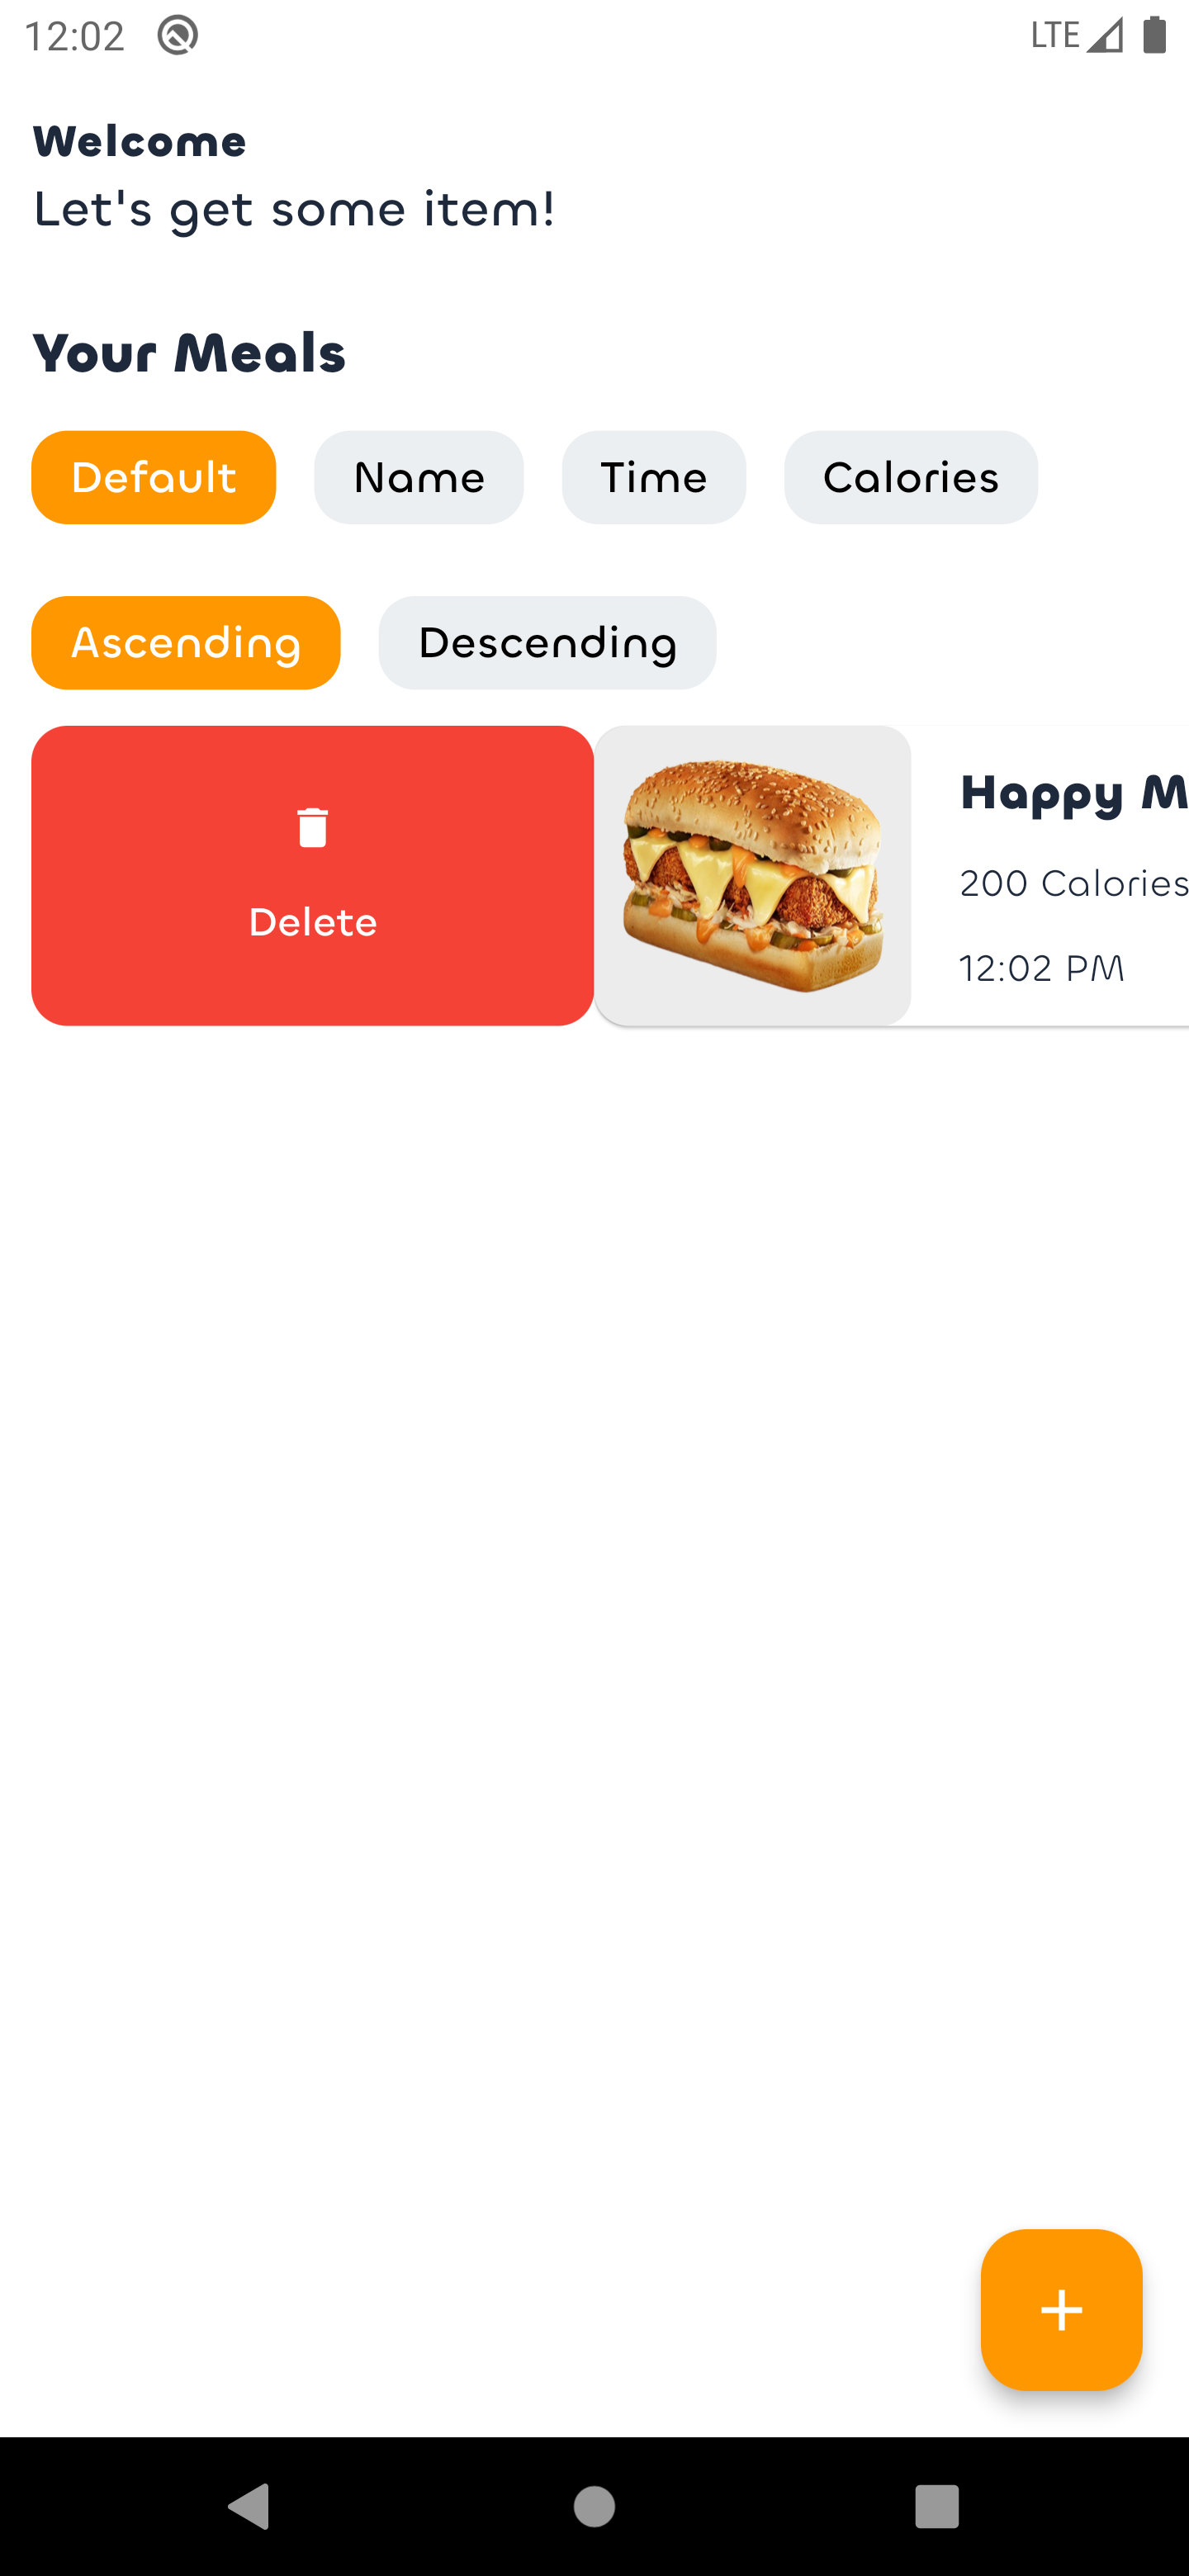 12:02 LTE
Welcome
Let's get some item!
Your Meals
Default Name Time Calories
Ascending Descending
Happy M
200 Calories
Delete
12:02 PM